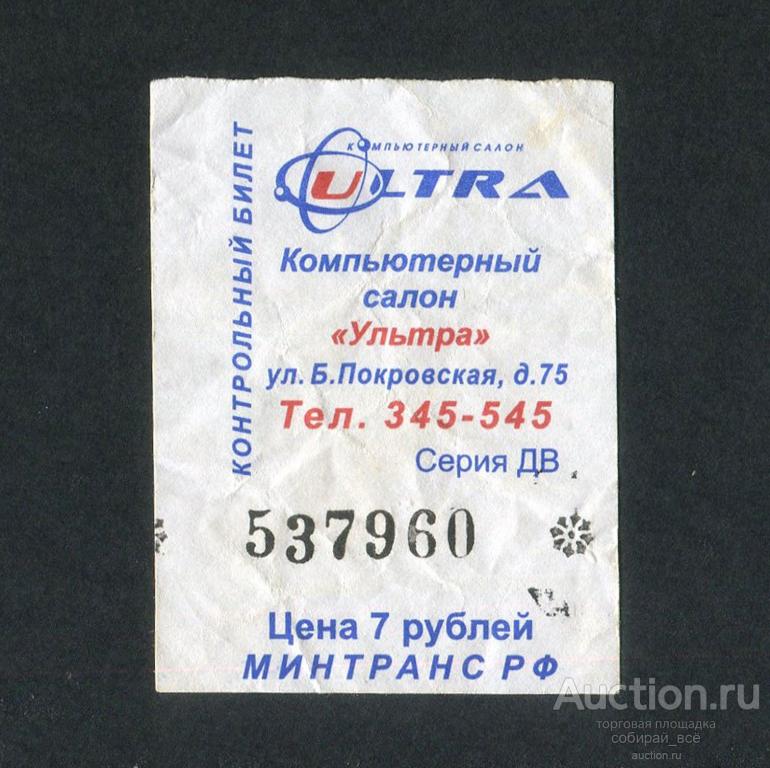 КОНТРОЛЬНЫЙ БИЛЕТ
КОМПЬЮТЕРНЫЙ САЛОН
ULTRA
Компьютерный
салон
«Ультра»
ул. Б.Покровская, д.75
Тел. 345-545
Серия ДВ
537960
Цена 7 рублей
МИНТРАНС РФ
Auction.ru
торговая площадка
собирай_всё
auction.ru